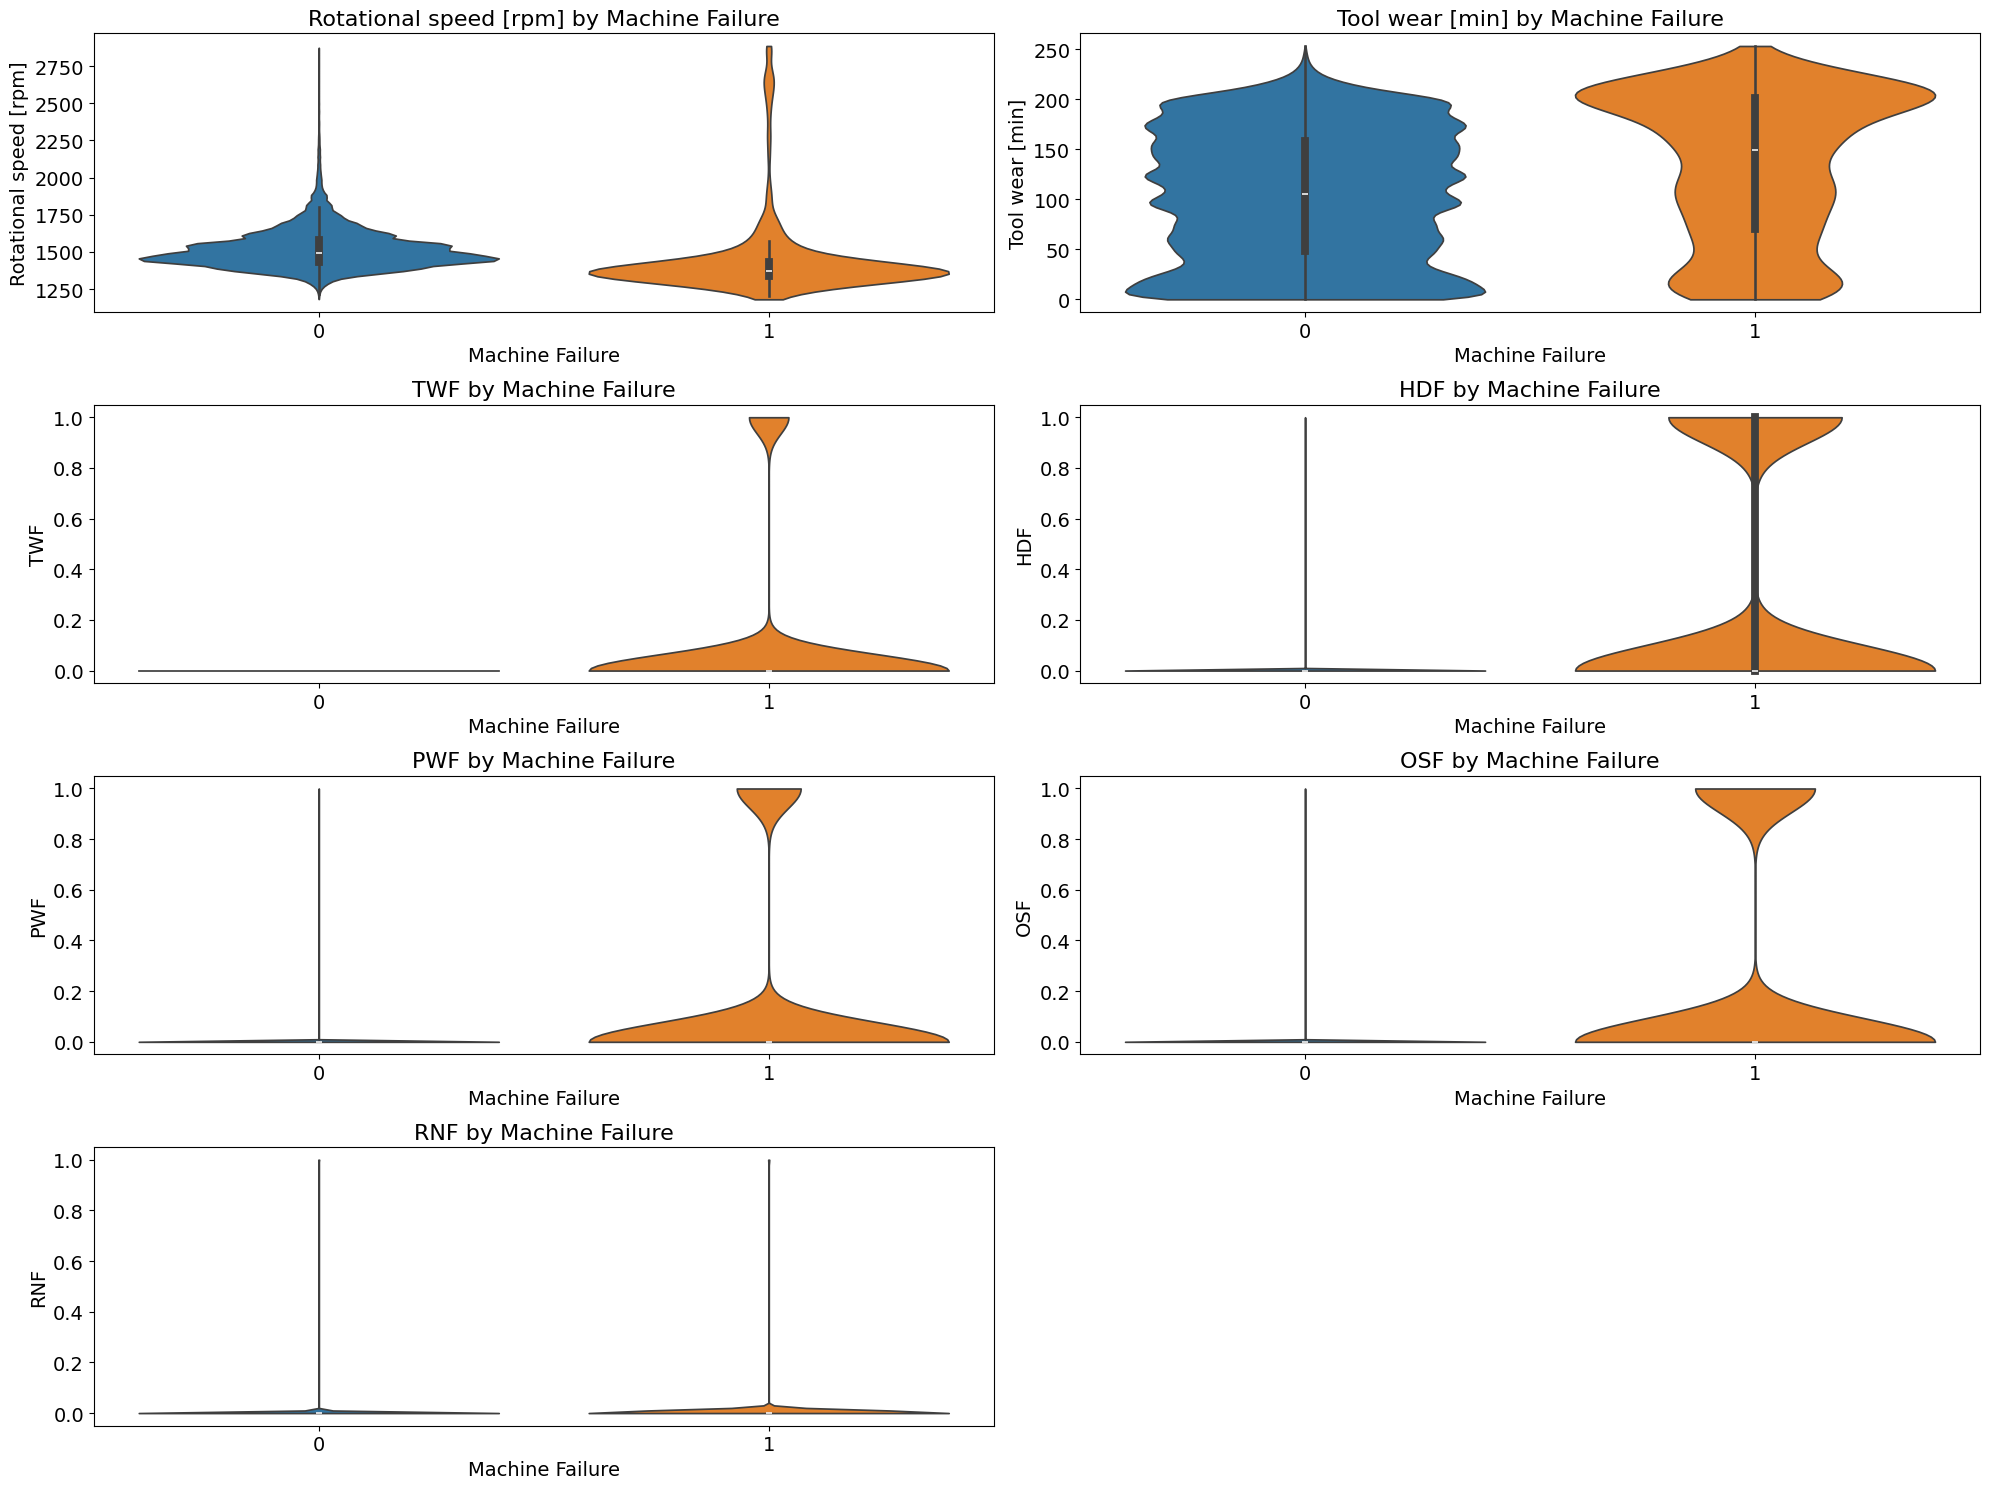 Rotational speed [rpm] by Machine Failure
Rotational speed [rpm]
2750
2500
2250
2000
1750
1500
1250
0
1
Machine Failure
Tool wear [min] by Machine Failure
Tool wear [min]
250
200
150
100
50
0
0
1
Machine Failure
TWF by Machine Failure
TWF
1.0
0.8
0.6
0.4
0.2
0.0
0
1
Machine Failure
HDF by Machine Failure
HDF
1.0
0.8
0.6
0.4
0.2
0.0
0
1
Machine Failure
PWF by Machine Failure
PWF
1.0
0.8
0.6
0.4
0.2
0.0
0
1
Machine Failure
OSF by Machine Failure
OSF
1.0
0.8
0.6
0.4
0.2
0.0
0
1
Machine Failure
RNF by Machine Failure
RNF
1.0
0.8
0.6
0.4
0.2
0.0
0
1
Machine Failure